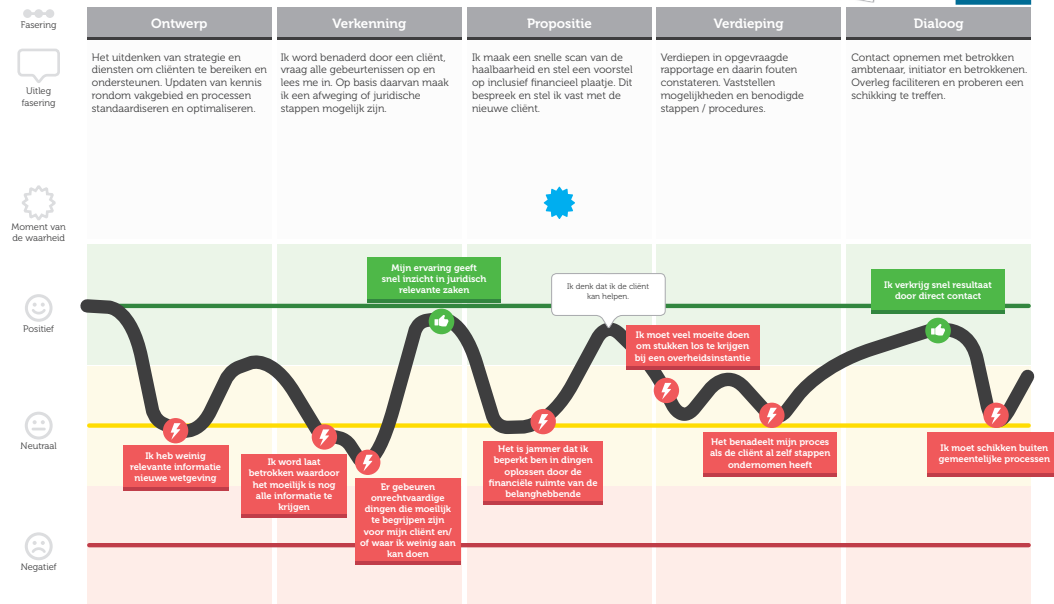 Fasering
Ontwerp
Verkenning
Propositie
Verdieping
Dialoog
Uitleg
fasering
Het uitdenken van strategie en
diensten om cliënten te bereiken en
ondersteunen. Updaten van kennis
rondom vakgebied en processen
standaardiseren en optimaliseren.
Ik word benaderd door een cliënt,
vraag alle gebeurtenissen op en
lees me in. Op basis daarvan maak
ik een afweging of juridische
stappen mogelijk zijn.
Ik maak een snelle scan van de
haalbaarheid en stel een voorstel
op inclusief financieel plaatje. Dit
bespreek en stel ik vast met de
nieuwe cliënt.
Verdiepen in opgevraagde
rapportage en daarin fouten
constateren. Vaststellen
mogelijkheden en benodigde
stappen / procedures.
Contact opnemen met betrokken
ambtenaar, initiator en betrokkenen.
Overleg faciliteren en proberen een
schikking te treffen.
Moment van
de waarheid
Positief
Mijn ervaring geeft
snel inzicht in juridisch
relevante zaken
Ik denk dat ik de cliënt
kan helpen.
Ik verkrijg snel resultaat
door direct contact
Ik moet veel moeite doen
om stukken los te krijgen
bij een overheidsinstantie
Neutraal
Ik heb weinig
relevante informatie
nieuwe wetgeving
Ik word laat
betrokken waardoor
het moeilijk is nog
alle informatie te
krijgen
Er gebeuren
onrechtvaardige
dingen die moeilijk
te begrijpen zijn
voor mijn cliënt en/
of waar ik weinig aan
kan doen
Het is jammer dat ik
beperkt ben in dingen
oplossen door de
financiële ruimte van de
belanghebbende
Het benadeelt mijn proces
als de cliënt al zelf stappen
ondernomen heeft
Ik moet schikken buiten
gemeentelijke processen
Negatief